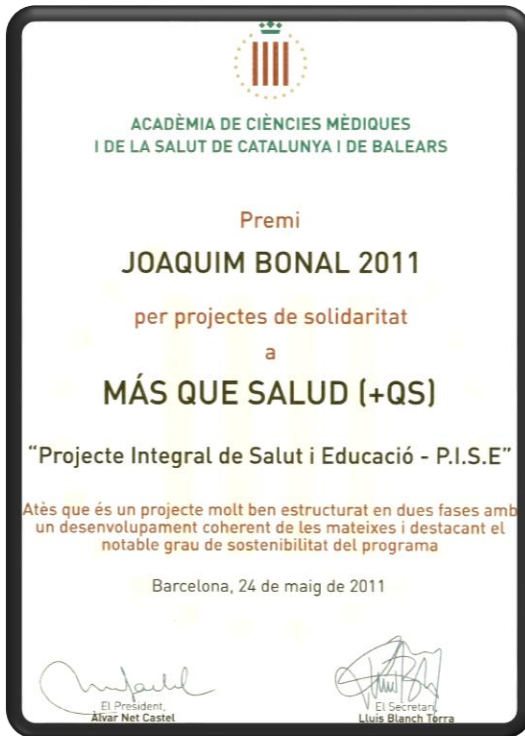 ACADÈMIA DE CIÈNCIES MÈDIQUES
I DE LA SALUT DE CATALUNYA I DE BALEARS
Premi
JOAQUIM BONAL 2011
per projectes de solidaritat
a
MÁS QUE SALUD (+QS)
“Projecte Integral de Salut i Educació - P.I.S.E”
Atès que és un projecte molt ben estructurat en dues fases amb
un desenvolupament coherent de les mateixes i destacant el
notable grau de sostenibilitat del programa
Barcelona, 24 de maig de 2011
El President,
Àlvar Net Castel
El Secretari,
Lluís Blanch Torra